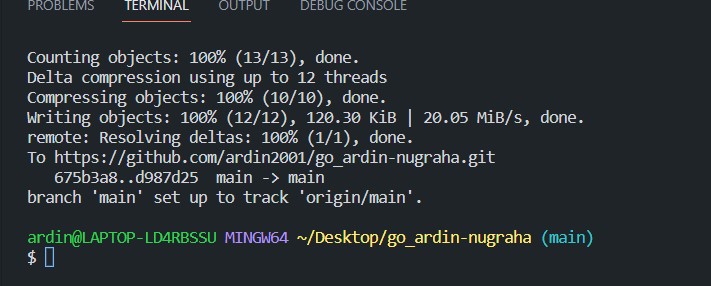 PROBLEMS TERMINAL OUTPUT DEBUG CONSOLE
Counting objects: 100% (13/13), done.
Delta compression using up to 12 threads
Compressing objects: 100% (10/10), done.
Writing objects: 100% (12/12), 120.30 KiB | 20.05 MiB/s, done.
remote: Resolving deltas: 100% (1/1), done.
To https://github.com/ardin2001/go_ardin-nugraha.git
   675b3a8..d987d25  main -> main
branch 'main' set up to track 'origin/main'.
ardin@LAPTOP-LD4RBSSU MINGW64 ~/Desktop/go_ardin-nugraha (main)
$